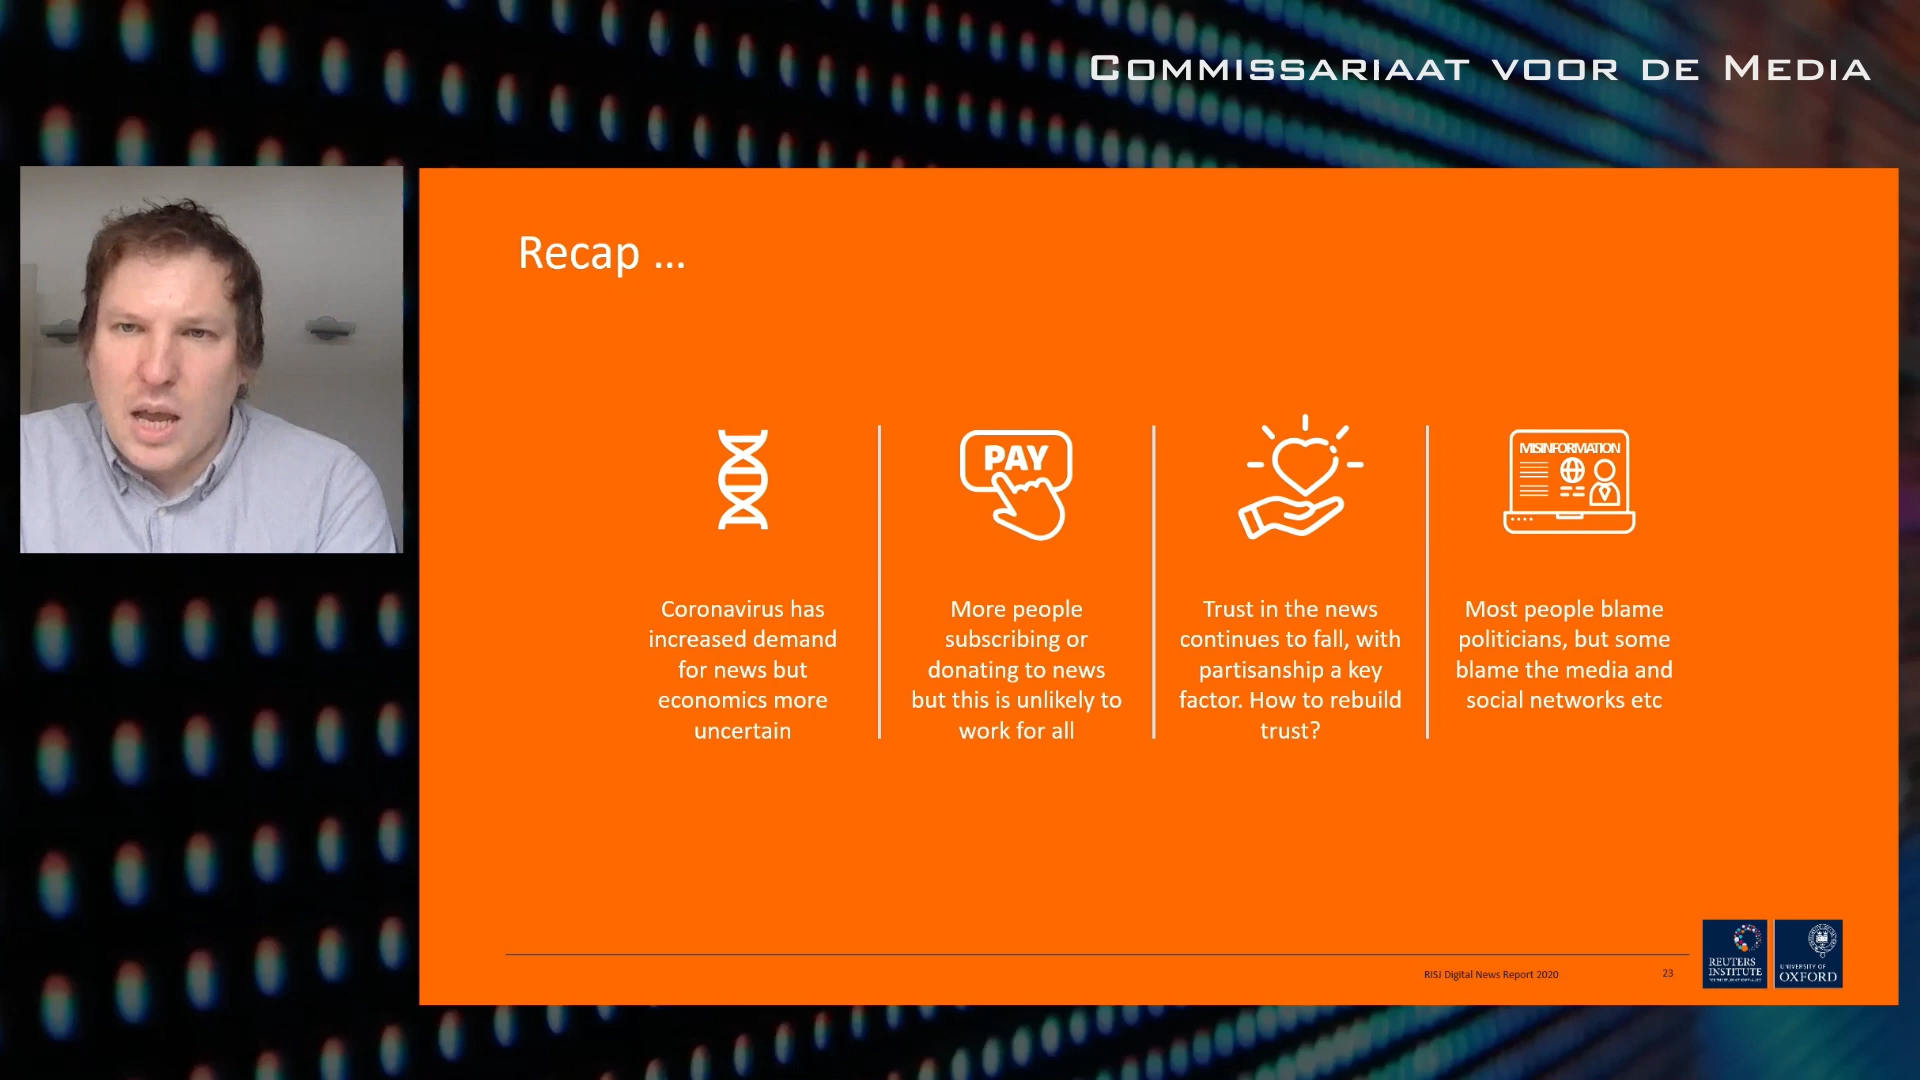 COMMISSARIAAT VOOR DE MEDIA
Recap ...
PAY
MISINFORMATION
Coronavirus has
increased demand
for news but
economics more
uncertain
More people
subscribing or
donating to news
but this is unlikely to
work for all
Trust in the news
continues to fall, with
partisanship a key
factor. How to rebuild
trust?
Most people blame
politicians, but some
blame the media and
social networks etc
RISJ Digital News Report 2020
23
REUTERS
INSTITUTE
UNIVERSITY OF
OXFORD